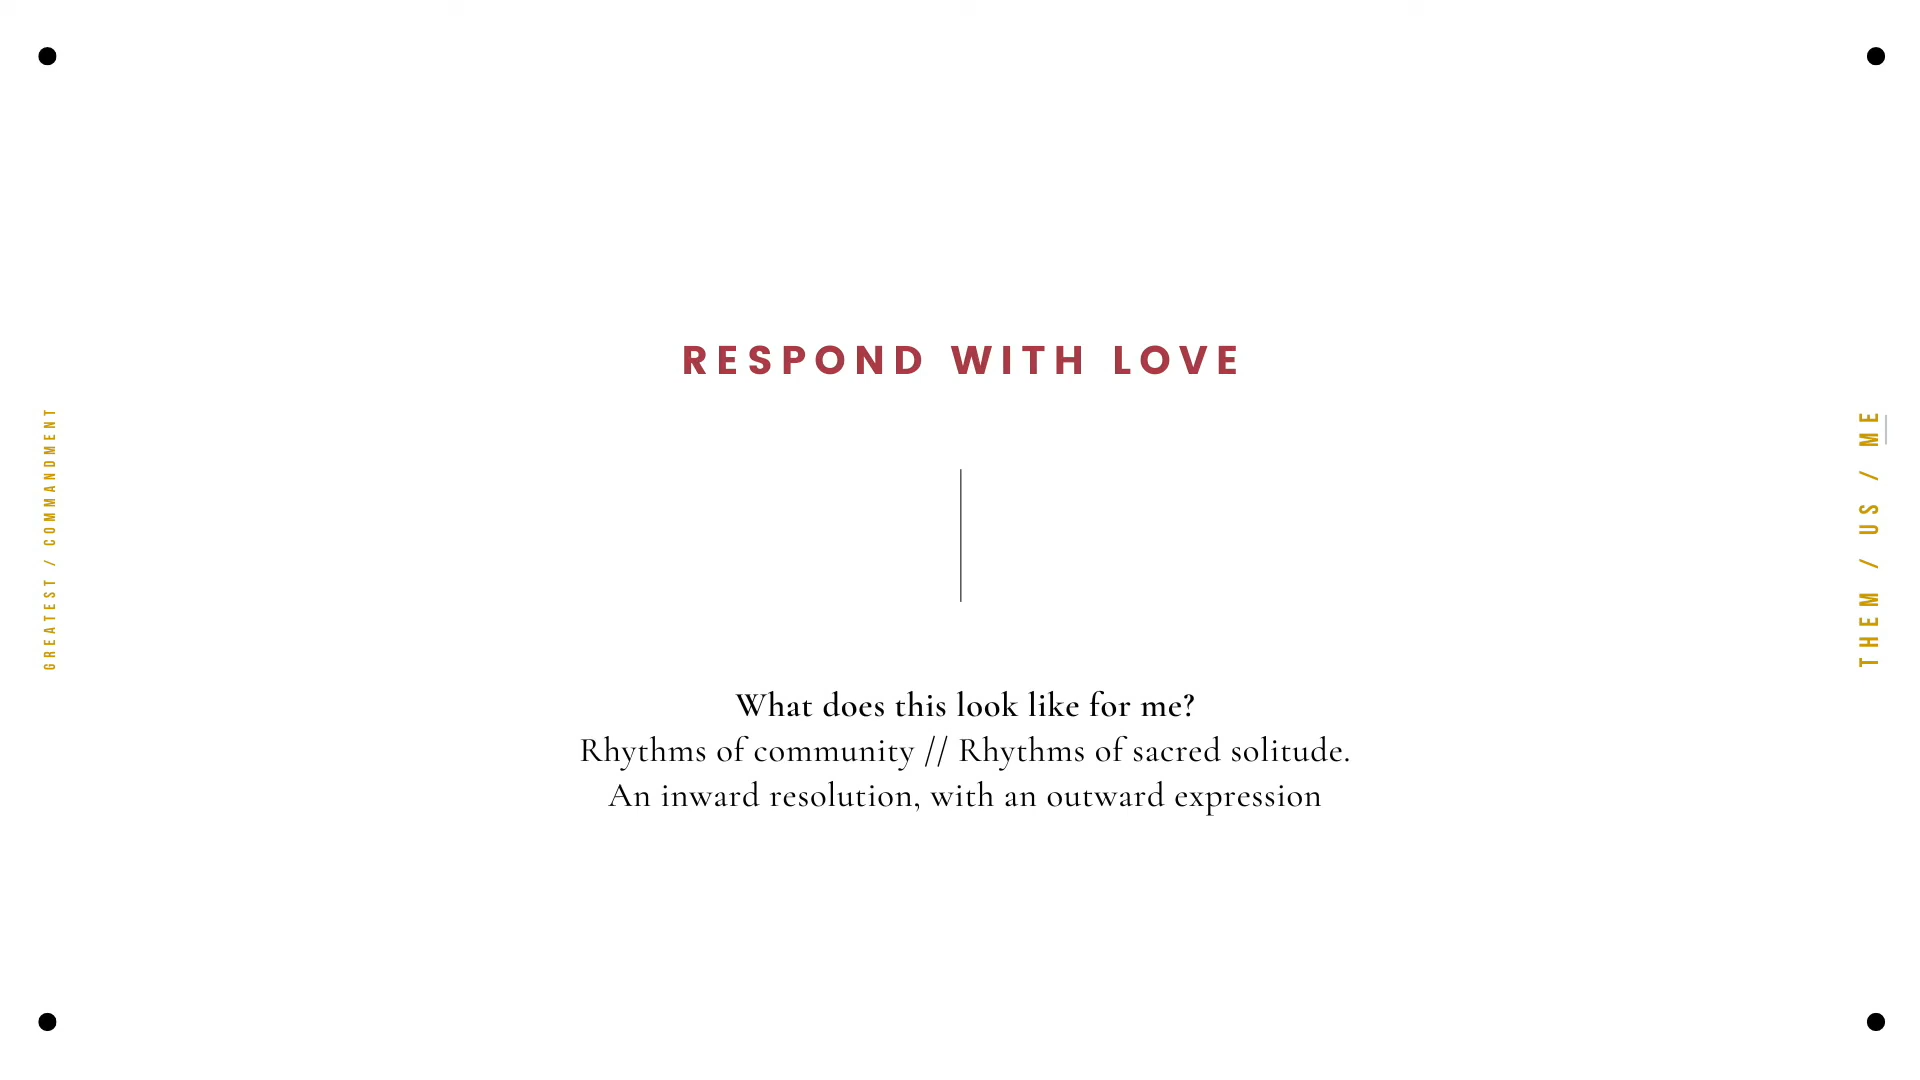 RESPOND WITH LOVE
GREATEST / COMMANDMENT
THEM / US / ME
What does this look like for me?
Rhythms of community // Rhythms of sacred solitude.
An inward resolution, with an outward expression